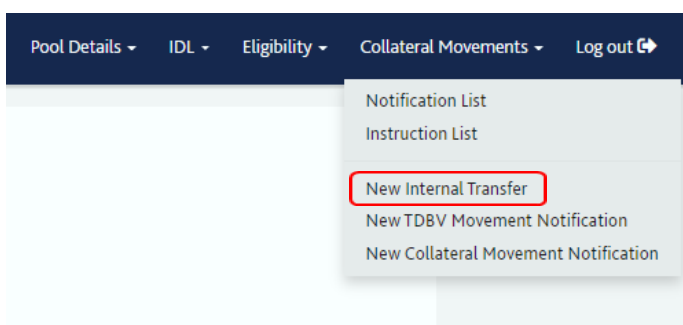 Pool Details IDL Eligibility Collateral Movements Log out
Notification List
Instruction List
New Internal Transfer
New TDBV Movement Notification
New Collateral Movement Notification